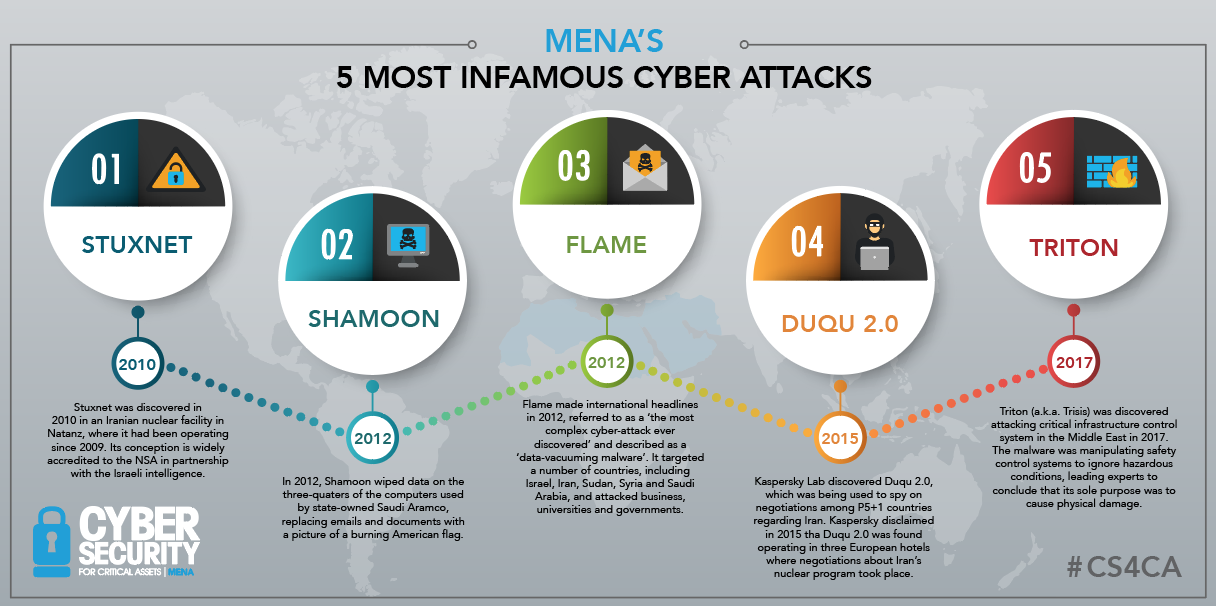 MENA'S
5 MOST INFAMOUS CYBER ATTACKS
01
STUXNET
2010
Stuxnet was discovered in
2010 in an Iranian nuclear facility in
Natanz, where it had been operating
since 2009. Its conception is widely
accredited to the NSA in partnership
with the Israeli intelligence.
02
SHAMOON
2012
In 2012, Shamoon wiped data on the
three-quaters of the computers used
by state-owned Saudi Aramco,
replacing emails and documents with
a picture of a burning American flag.
03
FLAME
2012
Flame made international headlines
in 2012, referred to as a 'the most
complex cyber-attack ever
discovered' and described as a
'data-vacuuming malware'. It targeted
a number of countries, including
Israel, Iran, Sudan, Syria and Saudi
Arabia, and attacked business,
universities and governments.
04
DUQU 2.0
2015
Kaspersky Lab discovered Duqu 2.0,
which was being used to spy on
negotiations among P5+1 countries
regarding Iran. Kaspersky disclaimed
in 2015 tha Duqu 2.0 was found
operating in three European hotels
where negotiations about Iran's
nuclear program took place.
05
TRITON
2017
Triton (a.k.a. Trisis) was discovered
attacking critical infrastructure control
system in the Middle East in 2017.
The malware was manipulating safety
control systems to ignore hazardous
conditions, leading experts to
conclude that its sole purpose was to
cause physical damage.
CYBER
SECURITY
FOR CRITICAL ASSETS | MENA
#CS4CA